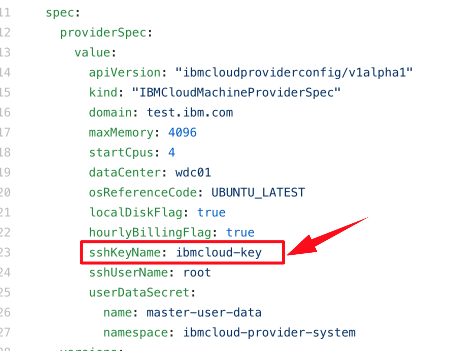 11 spec:
12 providerSpec:
13 value:
14 apiVersion: "ibmcloudproviderconfig/v1alpha1"
15 kind: "IBMCloudMachineProviderSpec"
16 domain: test.ibm.com
17 maxMemory: 4096
18 startCpus: 4
19 dataCenter: wdc01
20 osReferenceCode: UBUNTU_LATEST
21 localDiskFlag: true
22 hourlyBillingFlag: true
23 sshKeyName: ibmcloud-key
24 sshUserName: root
25 userDataSecret:
26 name: master-user-data
27 namespace: ibmcloud-provider-system